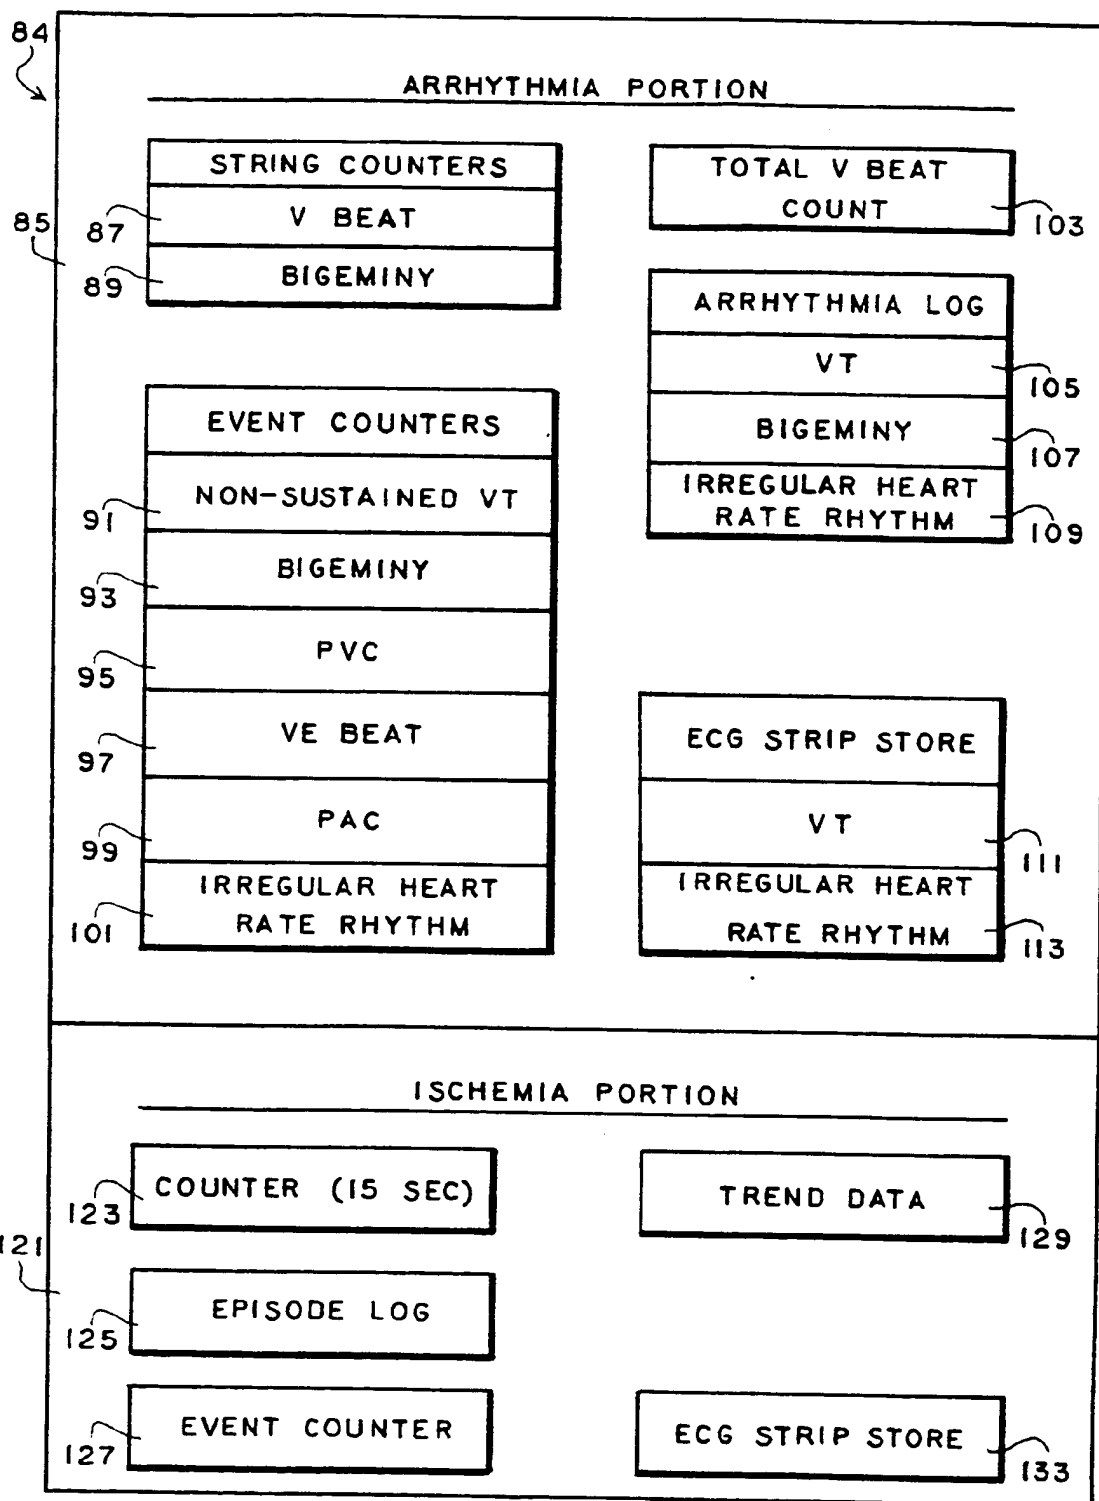 84
ARRHYTHMIA PORTION
85
STRING COUNTERS
V BEAT
87
BIGEMINY
89
TOTAL V BEAT
COUNT
103
ARRHYTHMIA LOG
VT
105
BIGEMINY
107
IRREGULAR HEART
RATE RHYTHM
109
EVENT COUNTERS
NON-SUSTAINED VT
91
BIGEMINY
93
PVC
95
VE BEAT
97
PAC
99
IRREGULAR HEART
RATE RHYTHM
101
ECG STRIP STORE
VT
111
IRREGULAR HEART
RATE RHYTHM
113
ISCHEMIA PORTION
121
COUNTER (15 SEC)
123
TREND DATA
129
EPISODE LOG
125
EVENT COUNTER
127
ECG STRIP STORE
133